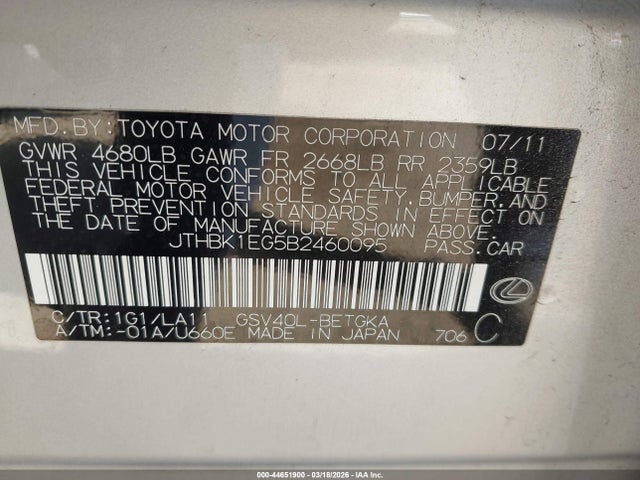 MFD.BY:TOYOTA MOTOR CORPORATION 07/11
GVWR 4680LB GAWR FR 2668LB RR 2359LB
THIS VEHICLE CONFORMS TO ALL APPLICABLE
FEDERAL MOTOR VEHICLE SAFETY,BUMPER,AND
THEFT PREVENTION STANDARDS IN EFFECT ON
THE DATE OF MANUFACTURE SHOWN ABOVE.
JTHBK1EG5B2460095 PASS.CAR
C/TR:1G1/LA11 GSV40L-BETGKA
A/TM:-01A/U660E MADE IN JAPAN 706 C
000-44651900 — 03/18/2026 — IAA Inc.